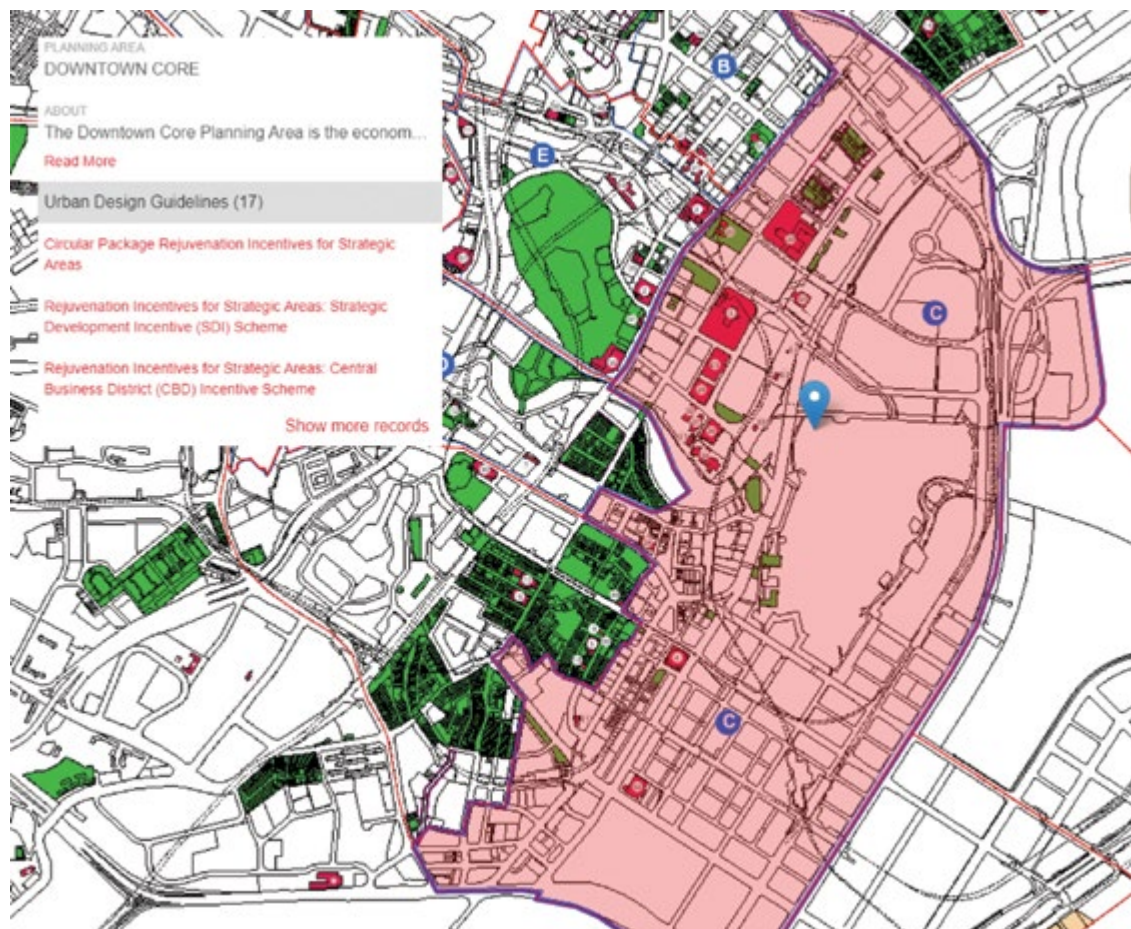 PLANNING AREA
DOWNTOWN CORE
ABOUT
The Downtown Core Planning Area is the econom...
Read More
Urban Design Guidelines (17)
Circular Package Rejuvenation Incentives for Strategic
Areas
Rejuvenation Incentives for Strategic Areas: Strategic
Development Incentive (SDI) Scheme
Rejuvenation Incentives for Strategic Areas: Central
Business District (CBD) Incentive Scheme
Show more records
B
E
C
C